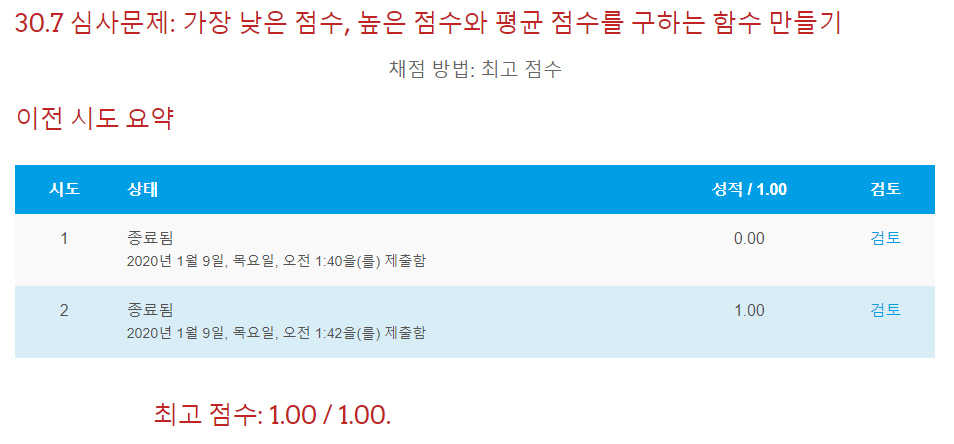 30.7 심사문제: 가장 낮은 점수, 높은 점수와 평균 점수를 구하는 함수 만들기
채점 방법: 최고 점수
이전 시도 요약
시도 상태 성적 / 1.00 검토
1 종료됨 0.00 검토
2020년 1월 9일, 목요일, 오전 1:40을(를) 제출함
2 종료됨 1.00 검토
2020년 1월 9일, 목요일, 오전 1:42을(를) 제출함
최고 점수: 1.00 / 1.00.